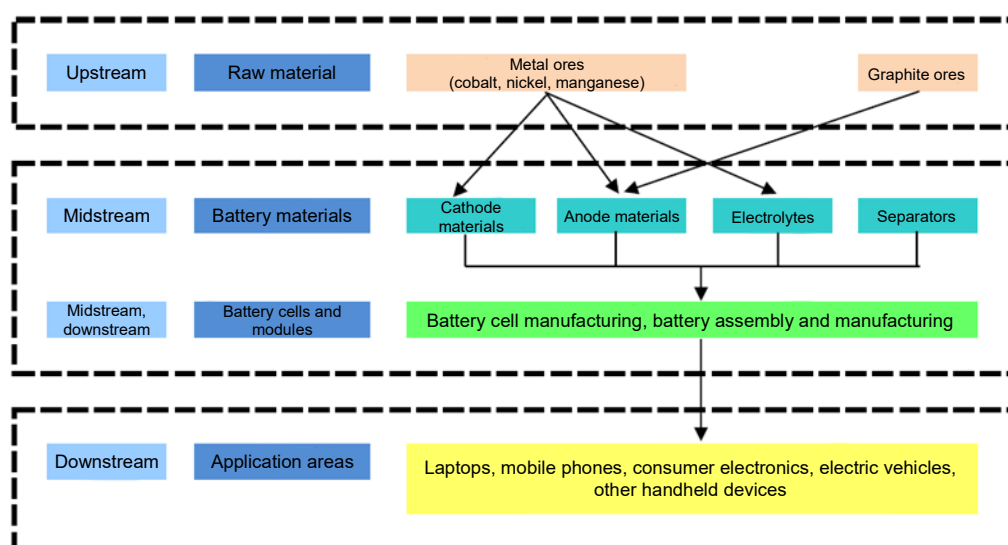 Upstream
Raw material
Metal ores
(cobalt, nickel, manganese)
Graphite ores
Midstream
Battery materials
Cathode
materials
Anode materials
Electrolytes
Separators
Midstream,
downstream
Battery cells and
modules
Battery cell manufacturing, battery assembly and manufacturing
Downstream
Application areas
Laptops, mobile phones, consumer electronics, electric vehicles,
other handheld devices